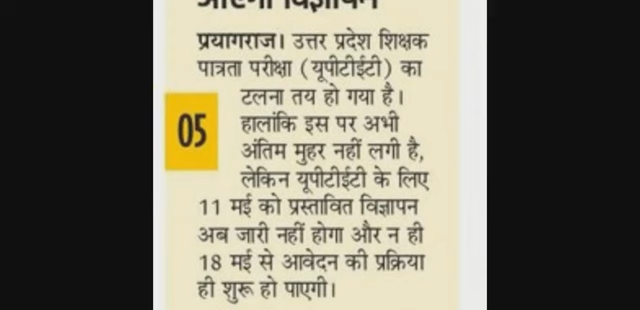 प्रयागराज। उत्तर प्रदेश शिक्षक
पात्रता परीक्षा (यूपीटीईटी) का
टलना तय हो गया है।
05
हालांकि इस पर अभी
अंतिम मुहर नहीं लगी है,
लेकिन यूपीटीईटी के लिए
11 मई को प्रस्तावित विज्ञापन
अब जारी नहीं होगा और न ही
18 मई से आवेदन की प्रक्रिया
ही शुरू हो पाएगी।